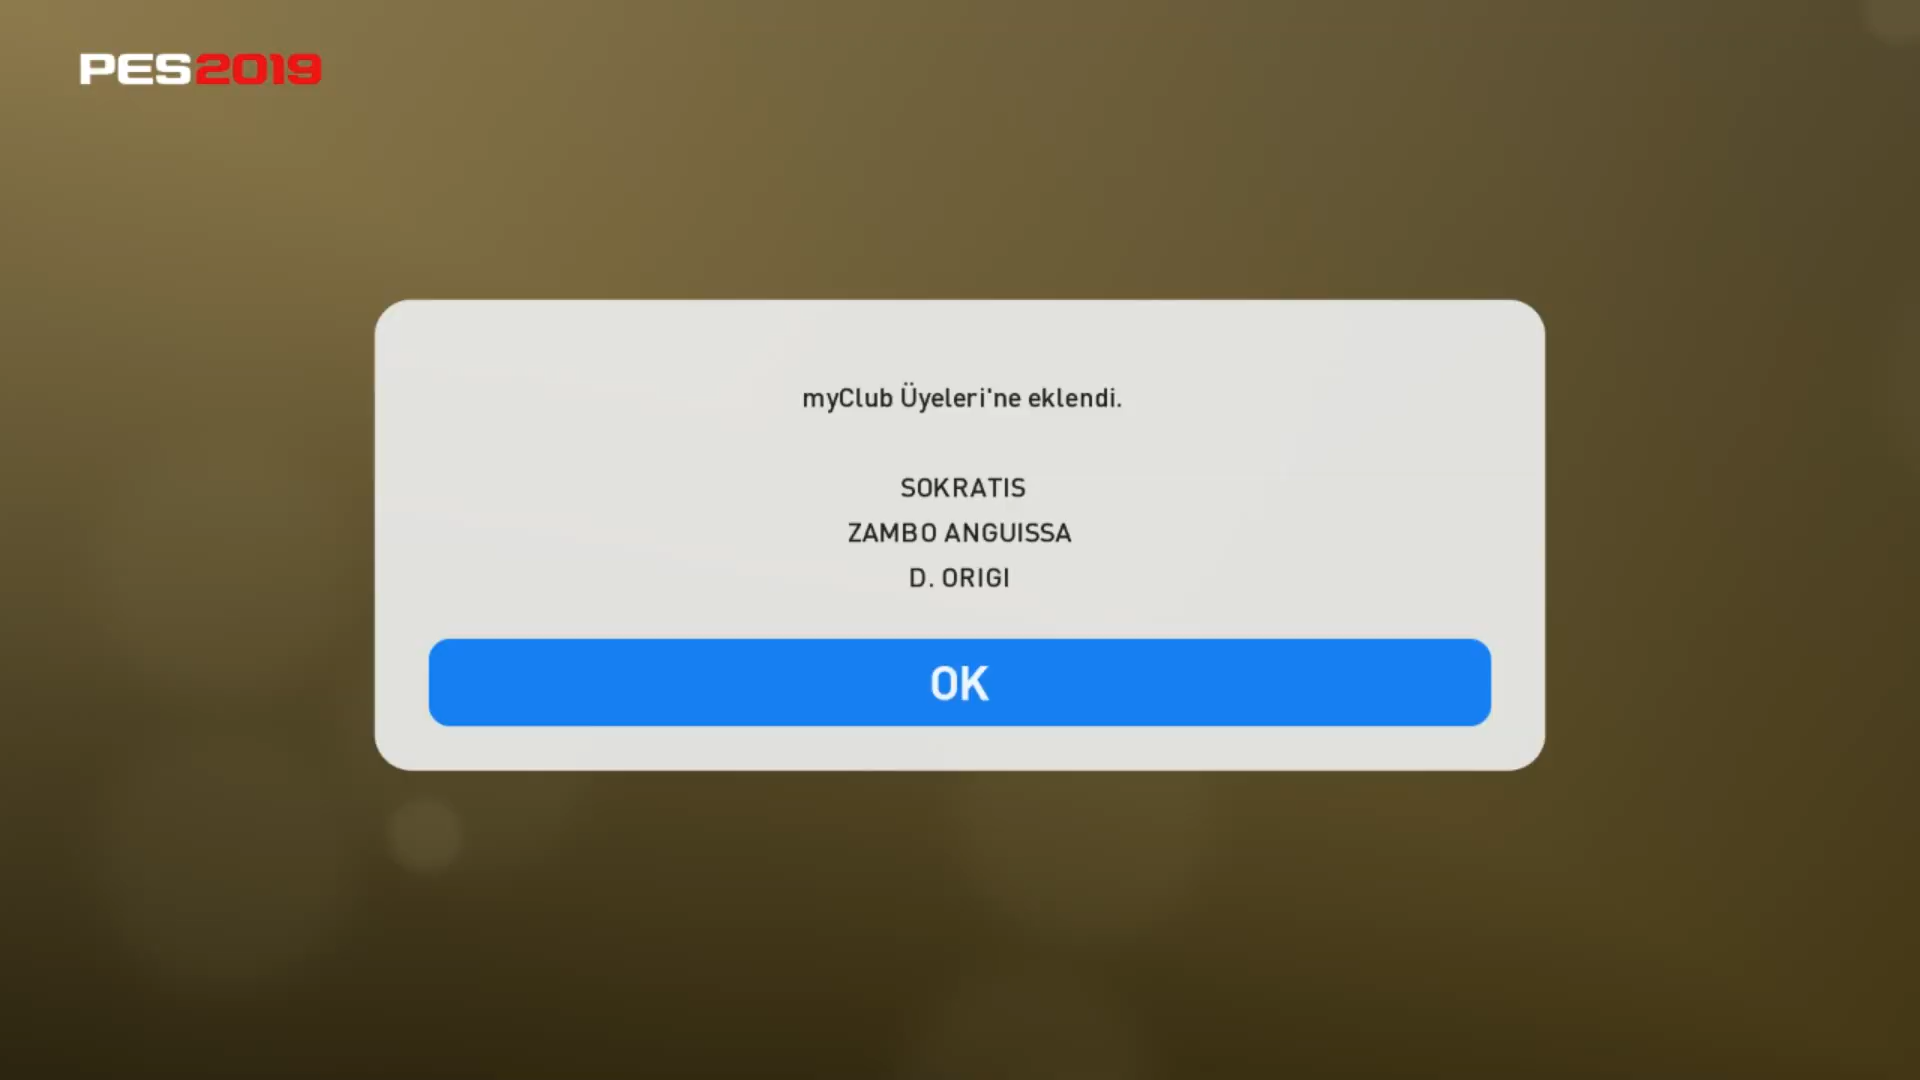 PES2019
myClub Üyeleri'ne eklendi.
SOKRATIS
ZAMBO ANGUISSA
D. ORIGI
OK